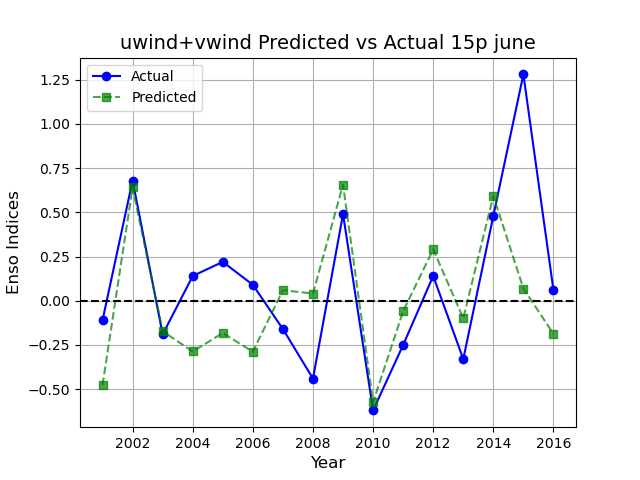 uwind+vwind Predicted vs Actual 15p june
Actual
Predicted
Enso Indices
1.25
1.00
0.75
0.50
0.25
0.00
−0.25
−0.50
2002 2004 2006 2008 2010 2012 2014 2016
Year